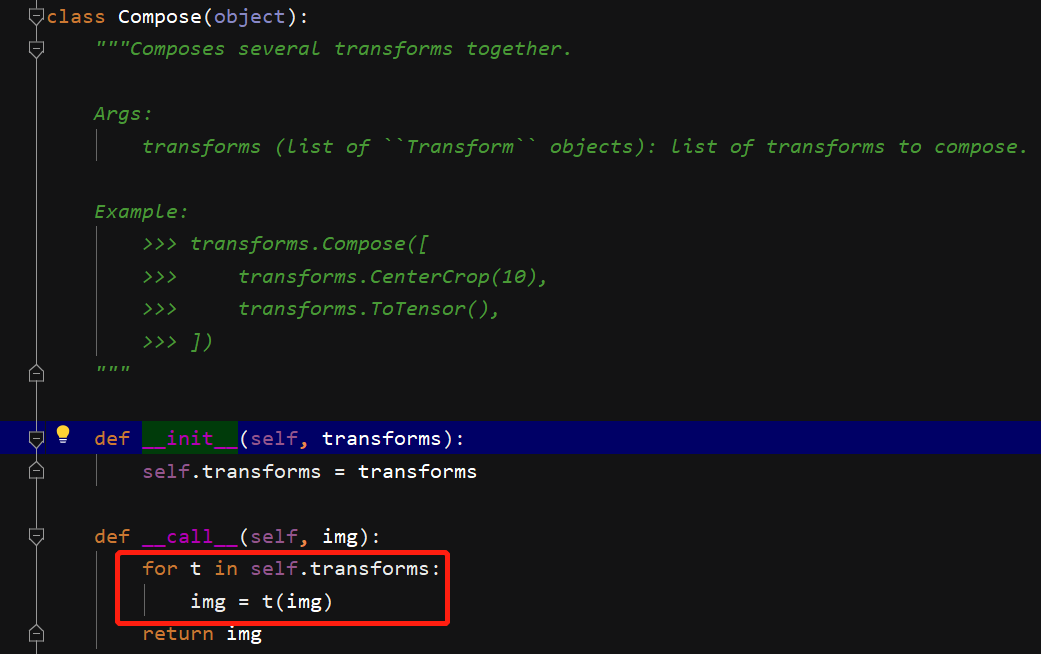 class Compose(object):
    """Composes several transforms together.
    Args:
        transforms (list of ``Transform`` objects): list of transforms to compose.
    Example:
        >>> transforms.Compose([
        >>>     transforms.CenterCrop(10),
        >>>     transforms.ToTensor(),
        >>> ])
    """
    def __init__(self, transforms):
        self.transforms = transforms
    def __call__(self, img):
        for t in self.transforms:
            img = t(img)
        return img